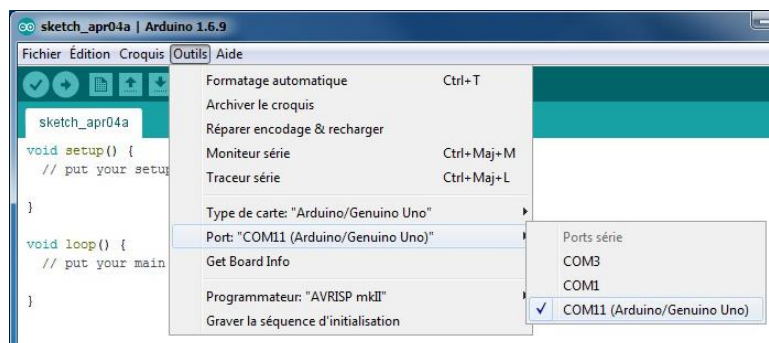 sketch_apr04a | Arduino 1.6.9
Fichier Édition Croquis Outils Aide
sketch_apr04a
void setup() {
// put your setup
}
void loop() {
// put your main
}
Formatage automatique Ctrl+T
Archiver le croquis
Réparer encodage & recharger
Moniteur série Ctrl+Maj+M
Traceur série Ctrl+Maj+L
Type de carte: "Arduino/Genuino Uno"
Port: "COM11 (Arduino/Genuino Uno)"
Get Board Info
Programmateur: "AVRISP mkII"
Graver la séquence d'initialisation
Ports série
COM3
COM1
COM11 (Arduino/Genuino Uno)